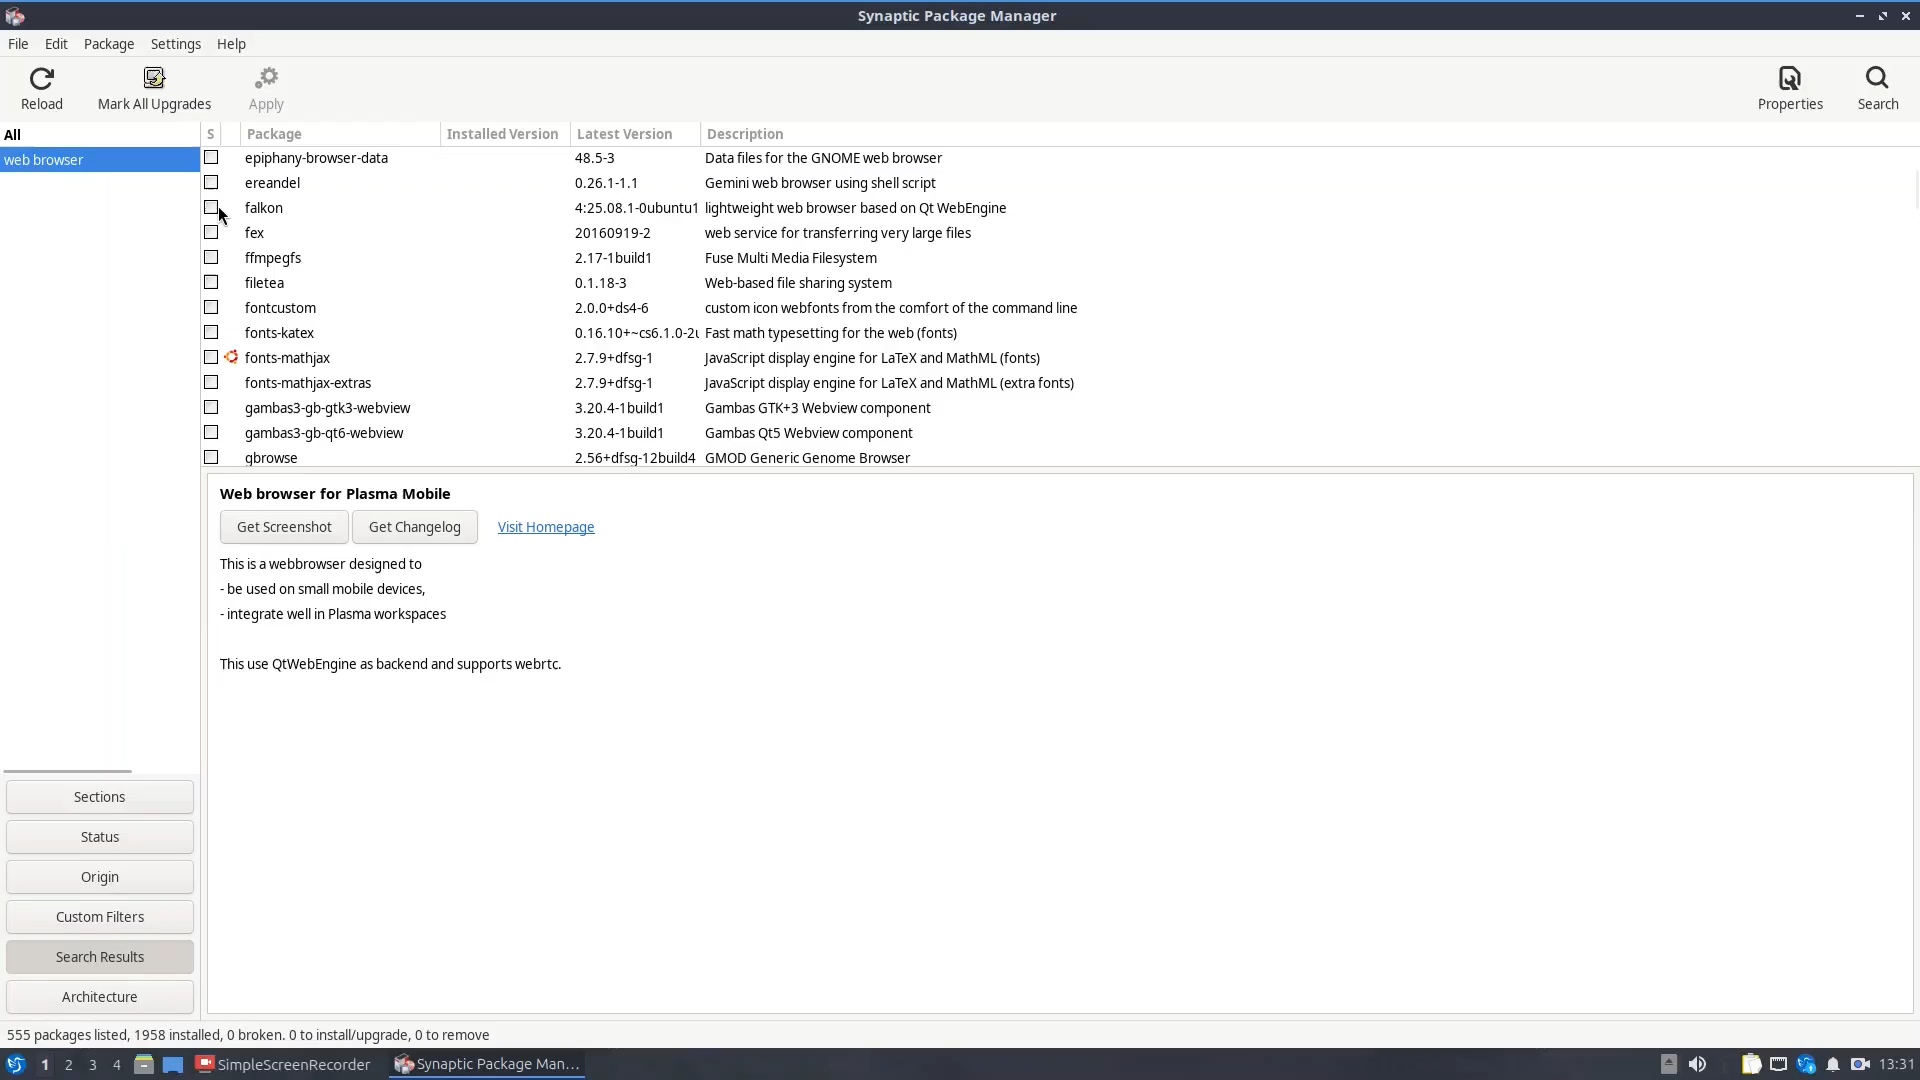 Synaptic Package Manager
File Edit Package Settings Help
Reload Mark All Upgrades Apply Properties Search
All
web browser
S Package Installed Version Latest Version Description
epiphany-browser-data 48.5-3 Data files for the GNOME web browser
ereandel 0.26.1-1.1 Gemini web browser using shell script
falkon 4:25.08.1-0ubuntu1 lightweight web browser based on Qt WebEngine
fex 20160919-2 web service for transferring very large files
ffmpegfs 2.17-1build1 Fuse Multi Media Filesystem
filetea 0.1.18-3 Web-based file sharing system
fontcustom 2.0.0+ds4-6 custom icon webfonts from the comfort of the command line
fonts-katex 0.16.10+~cs6.1.0-2u Fast math typesetting for the web (fonts)
fonts-mathjax 2.7.9+dfsg-1 JavaScript display engine for LaTeX and MathML (fonts)
fonts-mathjax-extras 2.7.9+dfsg-1 JavaScript display engine for LaTeX and MathML (extra fonts)
gambas3-gb-gtk3-webview 3.20.4-1build1 Gambas GTK+3 Webview component
gambas3-gb-qt6-webview 3.20.4-1build1 Gambas Qt5 Webview component
gbrowse 2.56+dfsg-12build4 GMOD Generic Genome Browser
Web browser for Plasma Mobile
Get Screenshot Get Changelog Visit Homepage
This is a webbrowser designed to
- be used on small mobile devices,
- integrate well in Plasma workspaces
This use QtWebEngine as backend and supports webrtc.
Sections
Status
Origin
Custom Filters
Search Results
Architecture
555 packages listed, 1958 installed, 0 broken. 0 to install/upgrade, 0 to remove
1 2 3 4 SimpleScreenRecorder Synaptic Package Man... 13:31